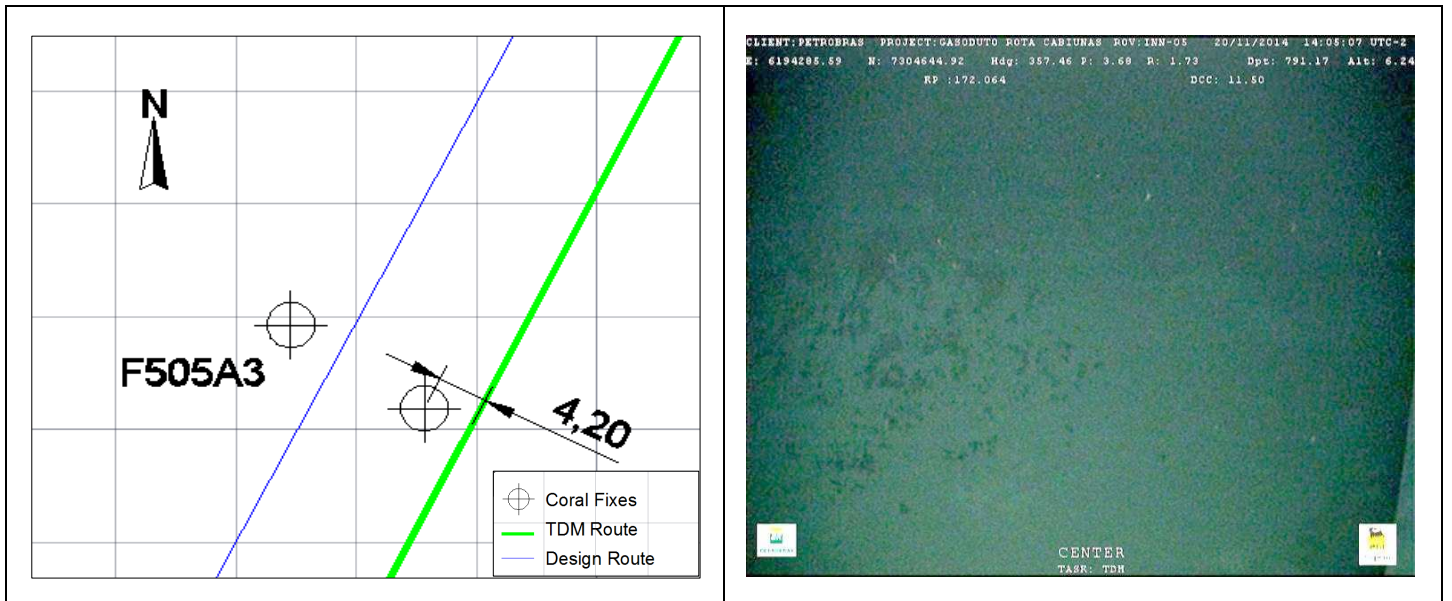 N
F505A3
4,20
Coral Fixes
TDM Route
Design Route
CLIENT:PETROBRAS PROJECT:GASODUTO ROTA CABIUNAS ROV:INN-05 20/11/2014 14:05:07 UTC-2
E: 6194285.59 N: 7304644.92 Hdg: 357.46 P: 3.68 R: 1.73 Dpt: 791.17 Alt: 6.24
RP :172.064 DCC: 11.50
CENTER
TASK: TDM